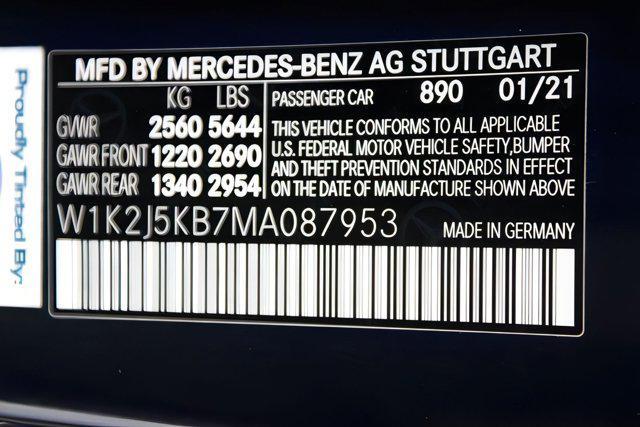 MFD BY MERCEDES-BENZ AG STUTTGART
KG LBS
GVWR 2560 5644
GAWR FRONT 1220 2690
GAWR REAR 1340 2954
PASSENGER CAR 890 01/21
THIS VEHICLE CONFORMS TO ALL APPLICABLE
U.S. FEDERAL MOTOR VEHICLE SAFETY,BUMPER
AND THEFT PREVENTION STANDARDS IN EFFECT
ON THE DATE OF MANUFACTURE SHOWN ABOVE
W1K2J5KB7MA087953
MADE IN GERMANY
Proudly Tinted By: